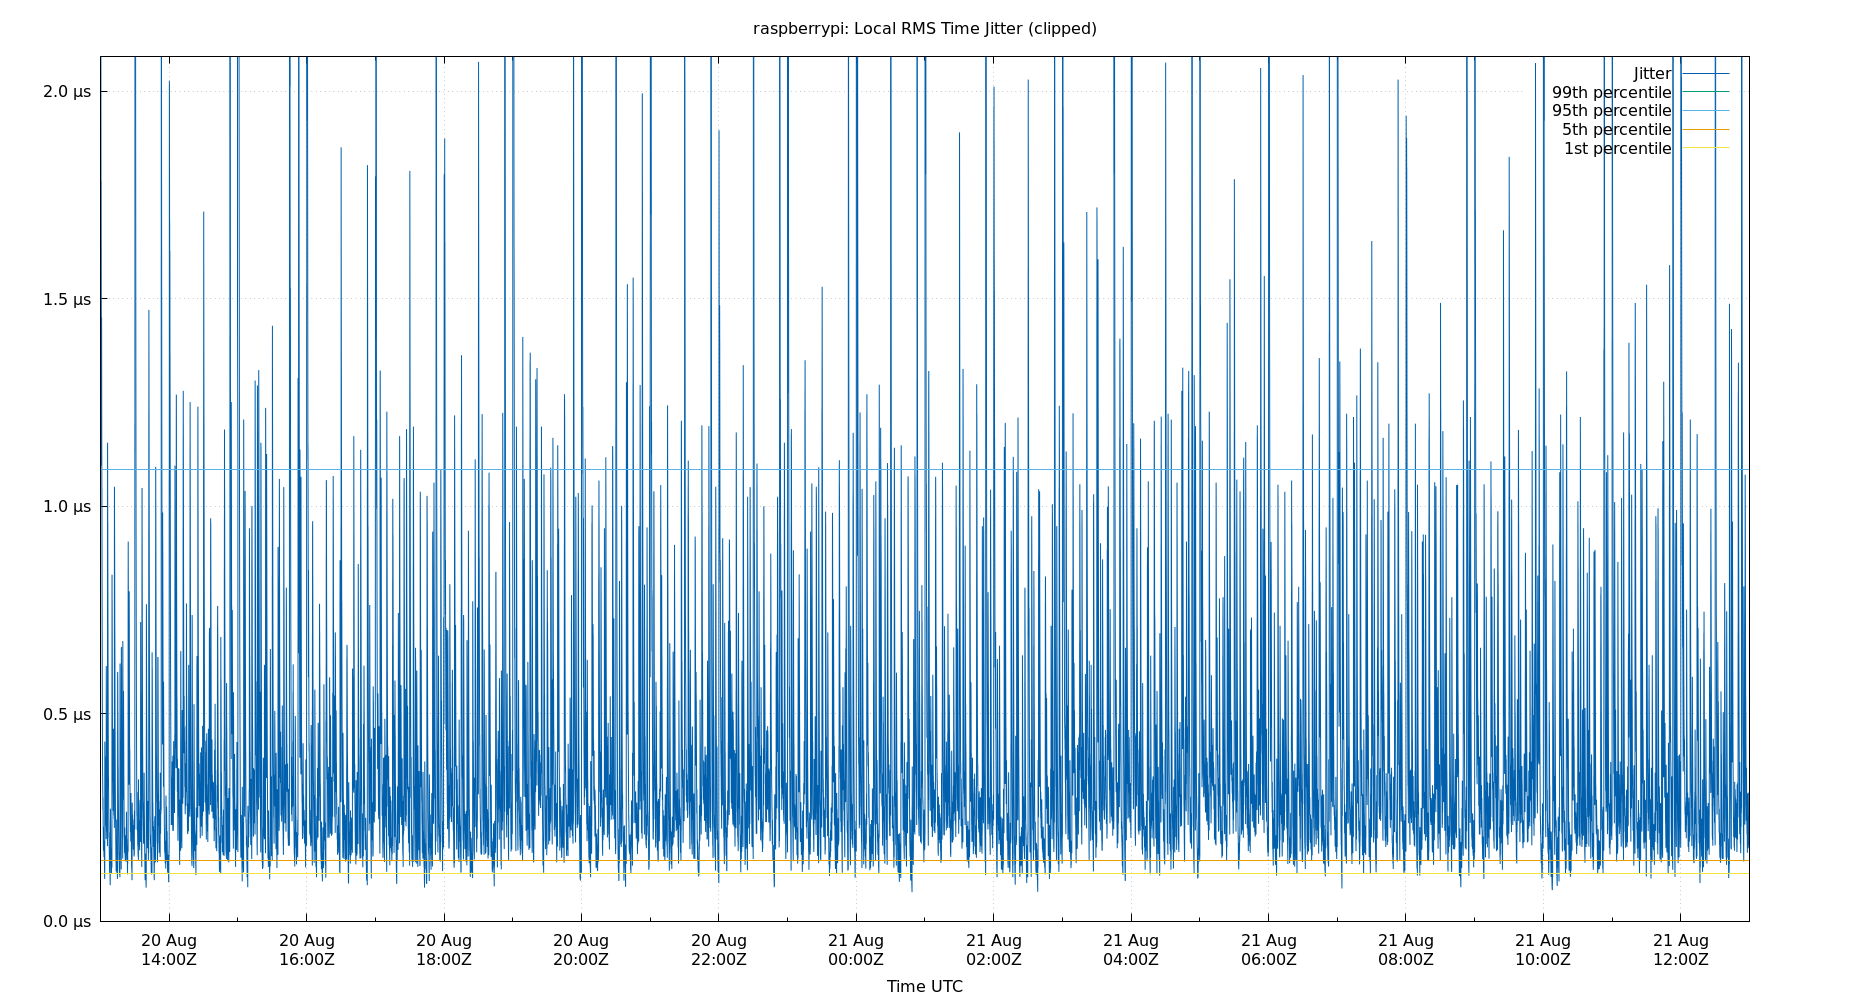 raspberrypi: Local RMS Time Jitter (clipped)
Jitter
99th percentile
95th percentile
5th percentile
1st percentile
2.0 μs
1.5 μs
1.0 μs
0.5 μs
0.0 μs
20 Aug 20 Aug 20 Aug 20 Aug 20 Aug 21 Aug 21 Aug 21 Aug 21 Aug 21 Aug 21 Aug 21 Aug
14:00Z 16:00Z 18:00Z 20:00Z 22:00Z 00:00Z 02:00Z 04:00Z 06:00Z 08:00Z 10:00Z 12:00Z
Time UTC